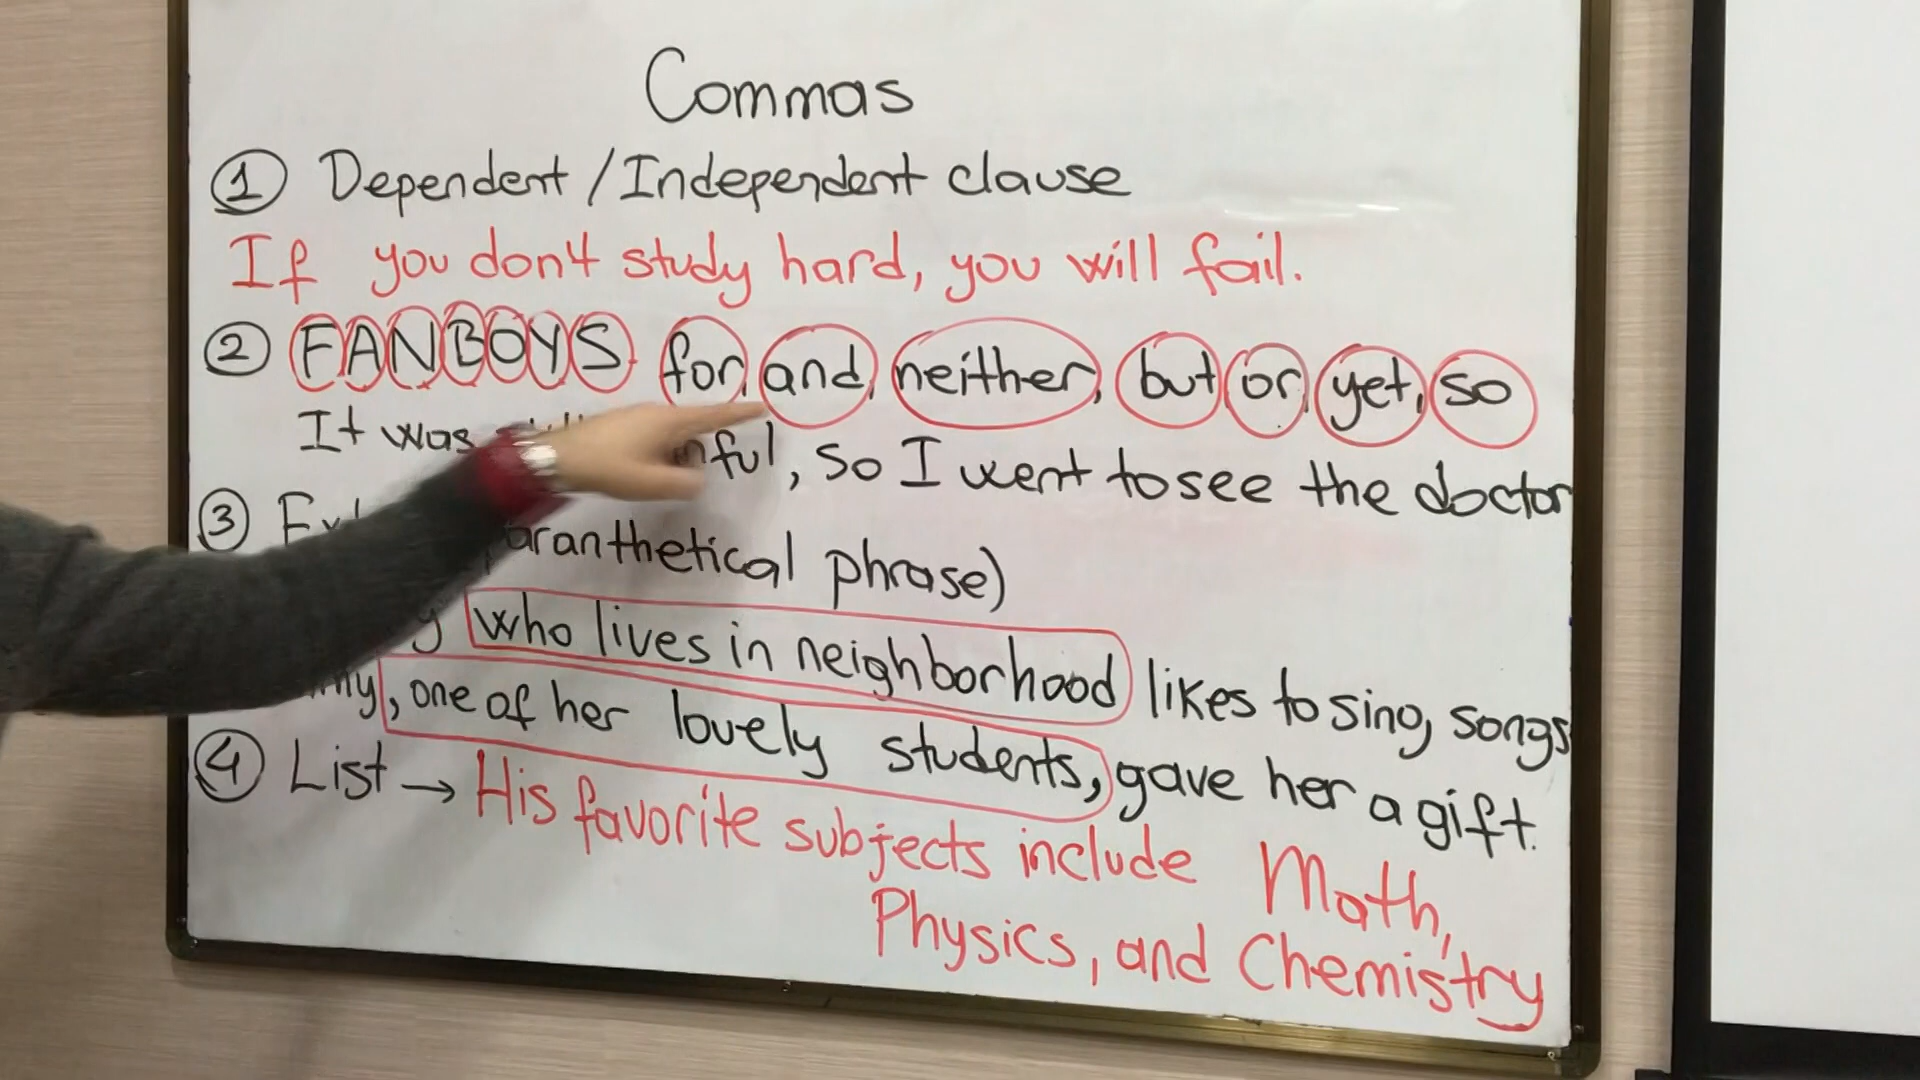 Commas
① Dependent / Independent clause
If you don't study hard, you will fail.
② FANBOYS for, and, neither, but, or, yet, so
It was painful, so I went to see the doctor
③ (paranthetical phrase)
who lives in neighborhood likes to sing songs
, one of her lovely students, gave her a gift.
④ List → His favorite subjects include Math,
Physics, and Chemistry